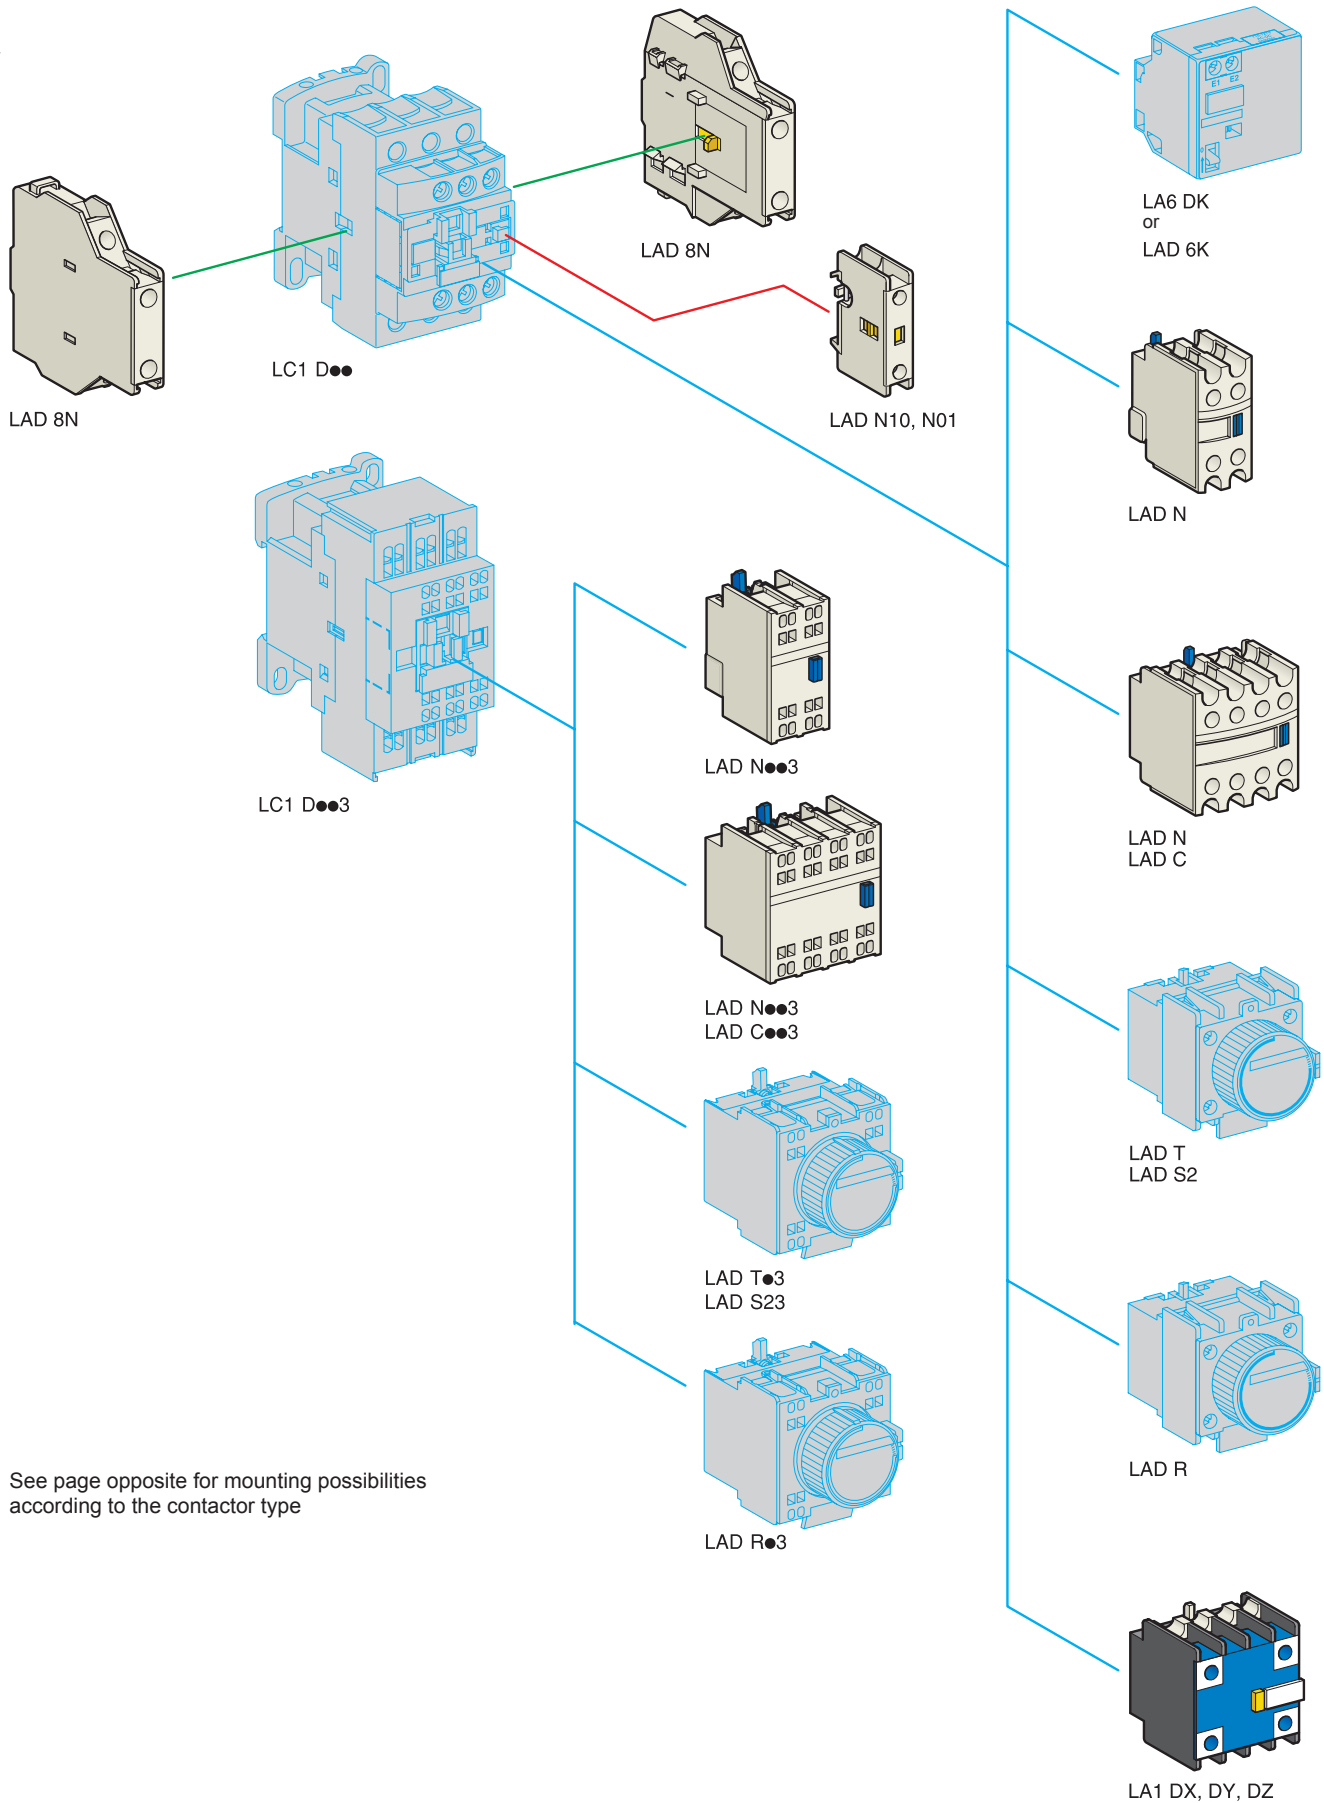 E1 E2
LA6 DK
or
LAD 6K
LAD 8N
LC1 D●●
LAD 8N
LAD N10, N01
LAD N
LC1 D●●3
LAD N●●3
LAD N
LAD C
LAD N●●3
LAD C●●3
LAD T
LAD S2
LAD T●3
LAD S23
LAD R
See page opposite for mounting possibilities
according to the contactor type
LAD R●3
LA1 DX, DY, DZ